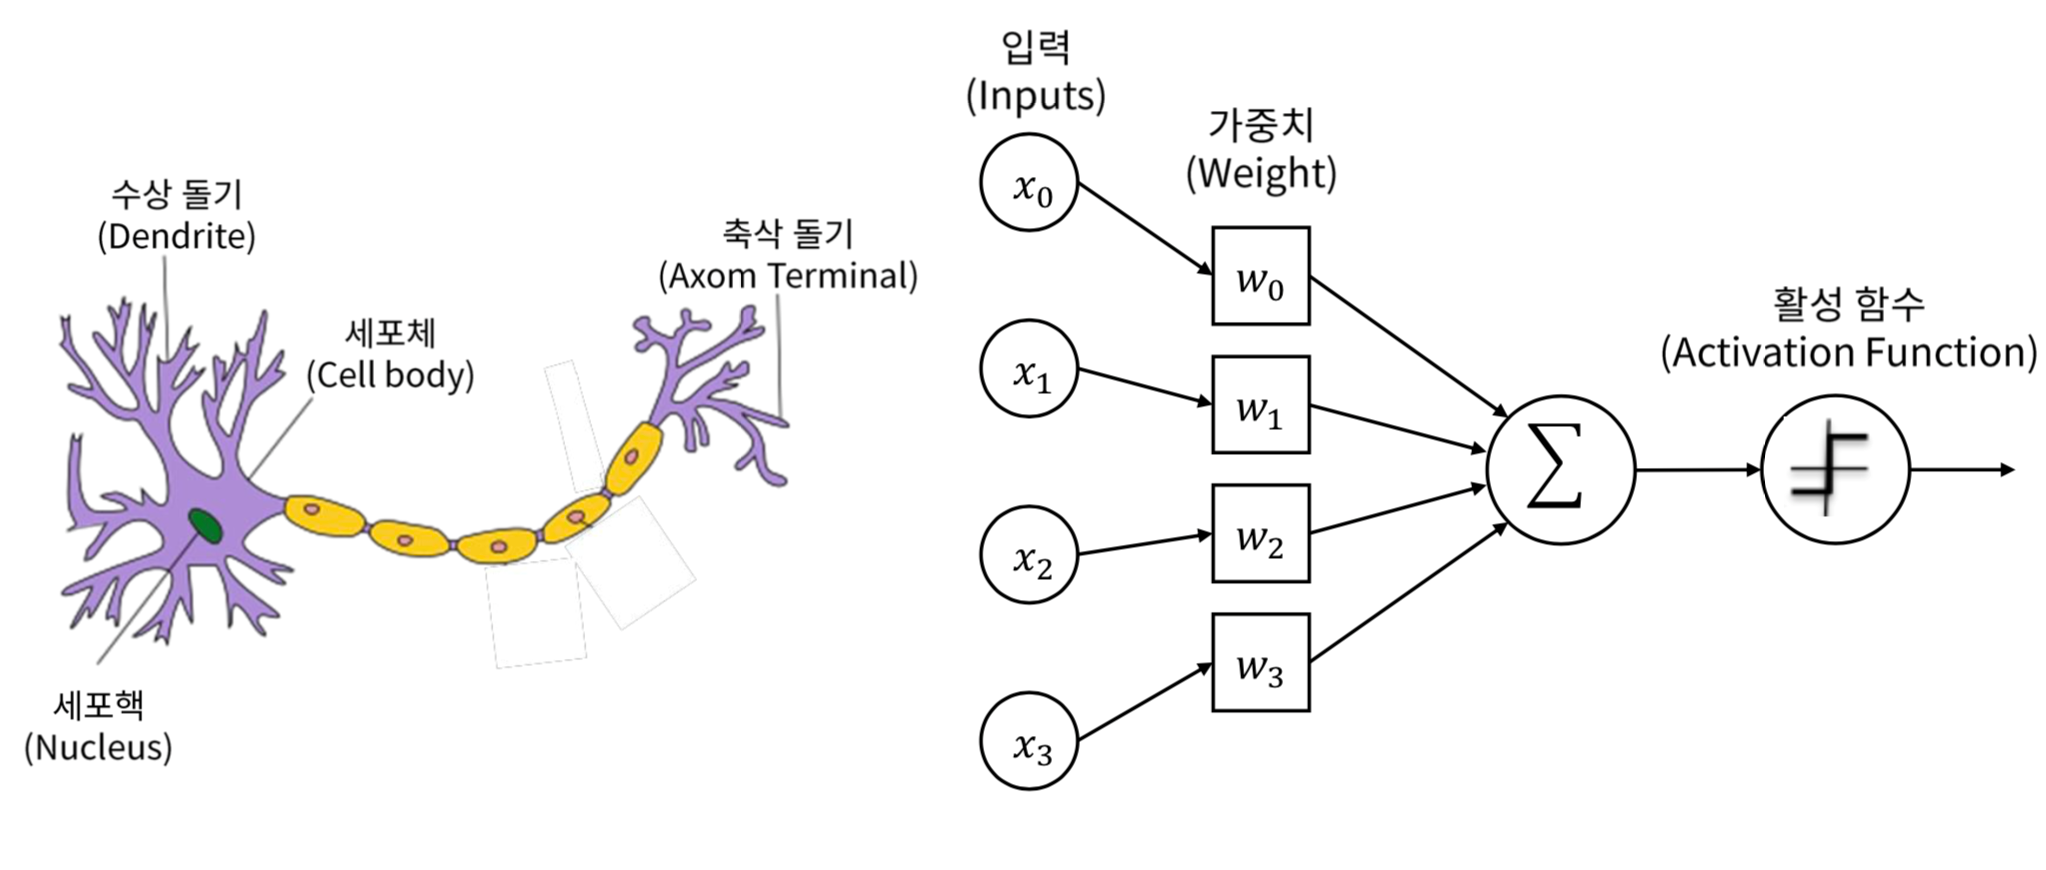 수상 돌기
(Dendrite)
세포체
(Cell body)
축삭 돌기
(Axom Terminal)
세포핵
(Nucleus)
입력
(Inputs)
x₀
x₁
x₂
x₃
가중치
(Weight)
w₀
w₁
w₂
w₃
∑
활성 함수
(Activation Function)